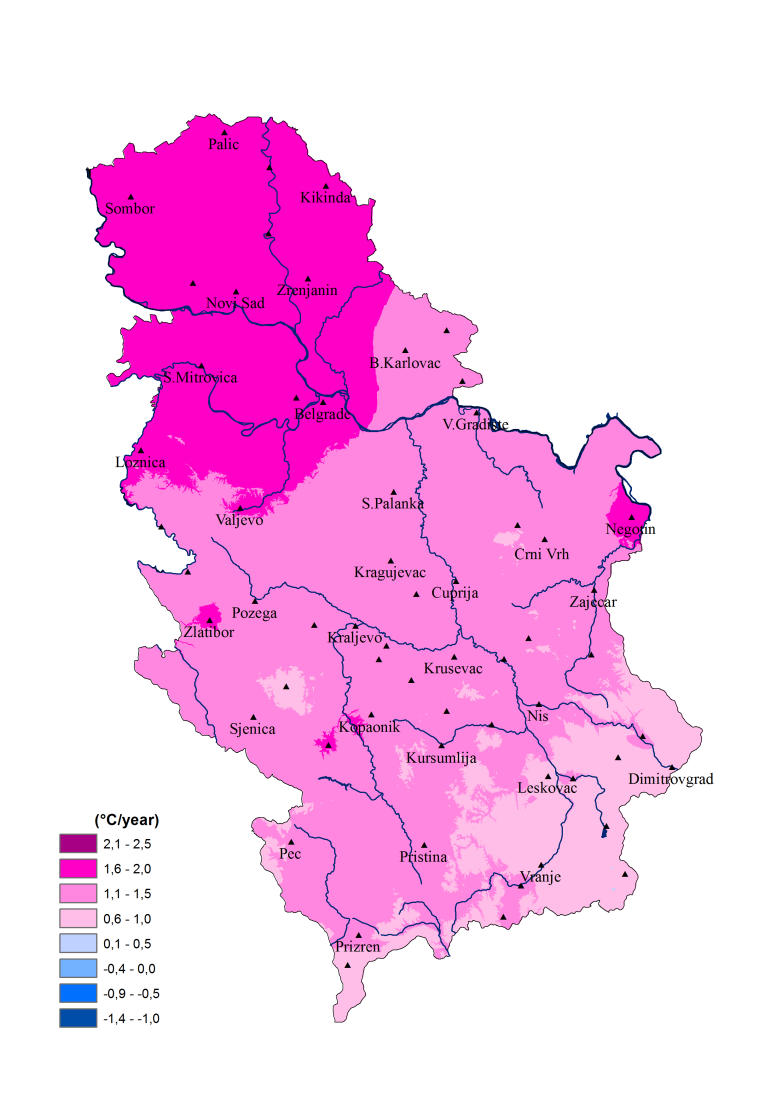 Palic
Kikinda
Sombor
Zrenjanin
Novi Sad
B.Karlovac
S.Mitrovica
Belgrade
V.Gradiste
Loznica
S.Palanka
Valjevo
Negotin
Crni Vrh
Kragujevac
Cuprija
Zajecar
Pozega
Zlatibor
Kraljevo
Krusevac
Nis
Sjenica
Kopaonik
Kursumlija
Dimitrovgrad
Leskovac
(°C/year)
2,1 - 2,5
1,6 - 2,0
1,1 - 1,5
0,6 - 1,0
0,1 - 0,5
-0,4 - 0,0
-0,9 - -0,5
-1,4 - -1,0
Pec
Pristina
Vranje
Prizren